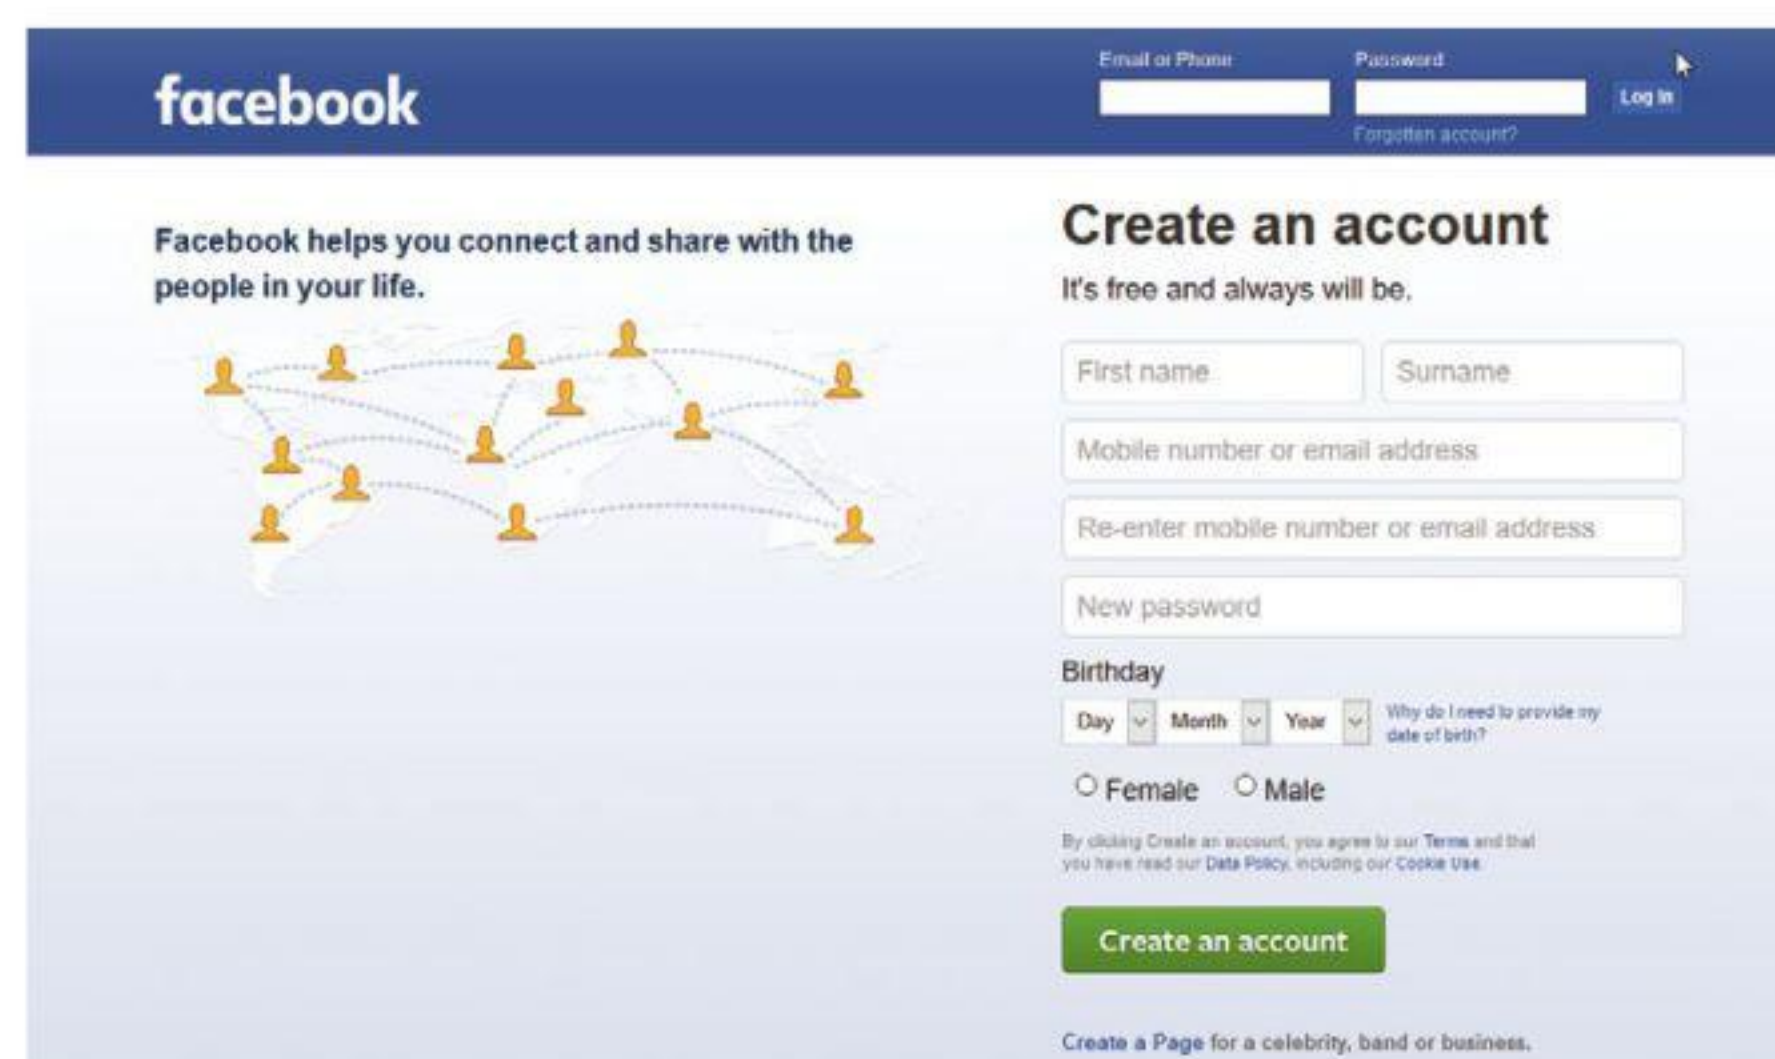 facebook
Email or Phone
Password
Log In
Forgotten account?
Facebook helps you connect and share with the
people in your life.
Create an account
It's free and always will be.
First name
Surname
Mobile number or email address
Re-enter mobile number or email address
New password
Birthday
Day
Month
Year
Why do I need to provide my
date of birth?
Female
Male
By clicking Create an account, you agree to our Terms and that
you have read our Data Policy, including our Cookie Use.
Create an account
Create a Page for a celebrity, band or business.